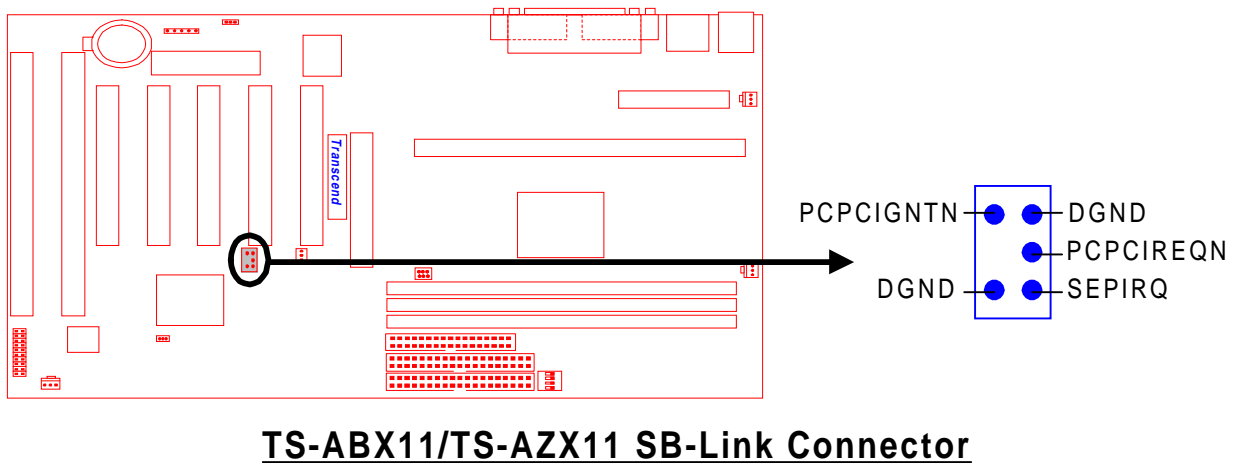 Transcend
PCPCIGNTN
DGND
PCPCIREQN
DGND
SEPIRQ
TS-ABX11/TS-AZX11 SB-Link Connector